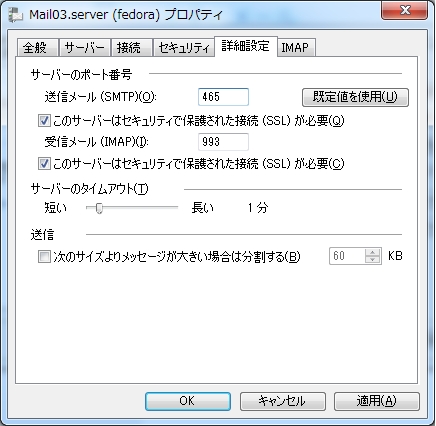 Mail03.server (fedora) プロパティ
全般 サーバー 接続 セキュリティ 詳細設定 IMAP
サーバーのポート番号
送信メール (SMTP)(O): 465 既定値を使用(U)
このサーバーはセキュリティで保護された接続 (SSL) が必要(Q)
受信メール (IMAP)(I): 993
このサーバーはセキュリティで保護された接続 (SSL) が必要(C)
サーバーのタイムアウト(T)
短い 長い 1 分
送信
次のサイズよりメッセージが大きい場合は分割する(B) 60 KB
OK キャンセル 適用(A)